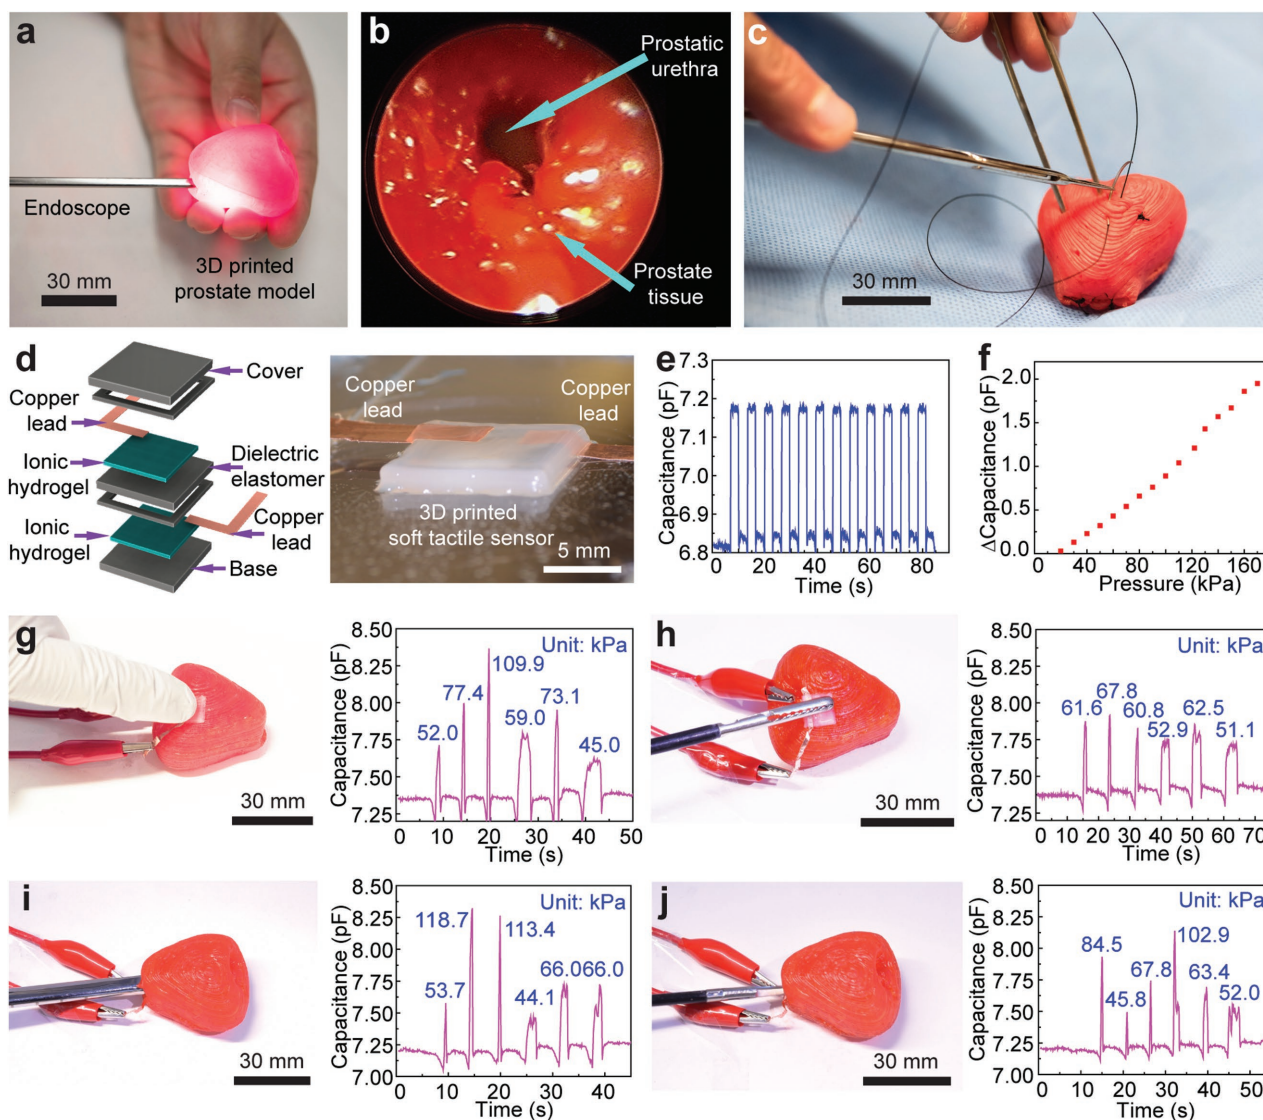 a
Endoscope
3D printed
prostate model
30 mm
b
Prostatic
urethra
Prostate
tissue
c
30 mm
d
Cover
Copper
lead
Ionic
hydrogel
Dielectric
elastomer
Ionic
hydrogel
Copper
lead
Base
Copper
lead
Copper
lead
3D printed
soft tactile sensor
5 mm
e
Capacitance (pF)
7.3
7.2
7.1
7.0
6.9
6.8
0 20 40 60 80
Time (s)
f
ΔCapacitance (pF)
2.0
1.5
1.0
0.5
0.0
0 40 80 120 160
Pressure (kPa)
g
30 mm
Capacitance (pF)
8.50
8.25
8.00
7.75
7.50
7.25
Unit: kPa
52.0
77.4
109.9
59.0
73.1
45.0
0 10 20 30 40 50
Time (s)
h
30 mm
Capacitance (pF)
8.50
8.25
8.00
7.75
7.50
7.25
Unit: kPa
61.6
67.8
60.8
52.9
62.5
51.1
0 10 20 30 40 50 60 70
Time (s)
i
30 mm
Capacitance (pF)
8.50
8.25
8.00
7.75
7.50
7.25
7.00
Unit: kPa
53.7
118.7
113.4
44.1
66.0
66.0
0 10 20 30 40
Time (s)
j
30 mm
Capacitance (pF)
8.50
8.25
8.00
7.75
7.50
7.25
7.00
Unit: kPa
84.5
45.8
67.8
102.9
63.4
52.0
0 10 20 30 40 50
Time (s)